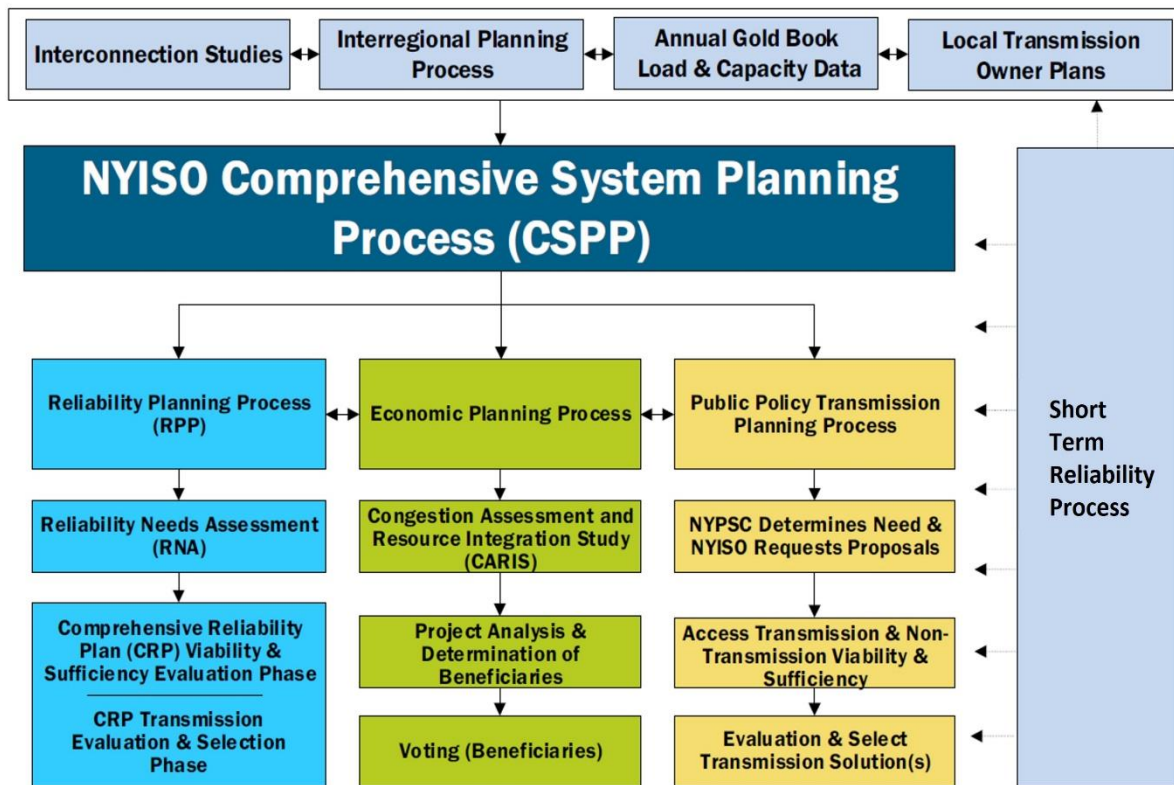 Interconnection Studies
Interregional Planning
Process
Annual Gold Book
Load & Capacity Data
Local Transmission
Owner Plans
NYISO Comprehensive System Planning
Process (CSPP)
Reliability Planning Process
(RPP)
Economic Planning Process
Public Policy Transmission
Planning Process
Short
Term
Reliability
Process
Reliability Needs Assessment
(RNA)
Congestion Assessment and
Resource Integration Study
(CARIS)
NYPSC Determines Need &
NYISO Requests Proposals
Comprehensive Reliability
Plan (CRP) Viability &
Sufficiency Evaluation Phase
CRP Transmission
Evaluation & Selection
Phase
Project Analysis &
Determination of
Beneficiaries
Access Transmission & Non-
Transmission Viability &
Sufficiency
Voting (Beneficiaries)
Evaluation & Select
Transmission Solution(s)